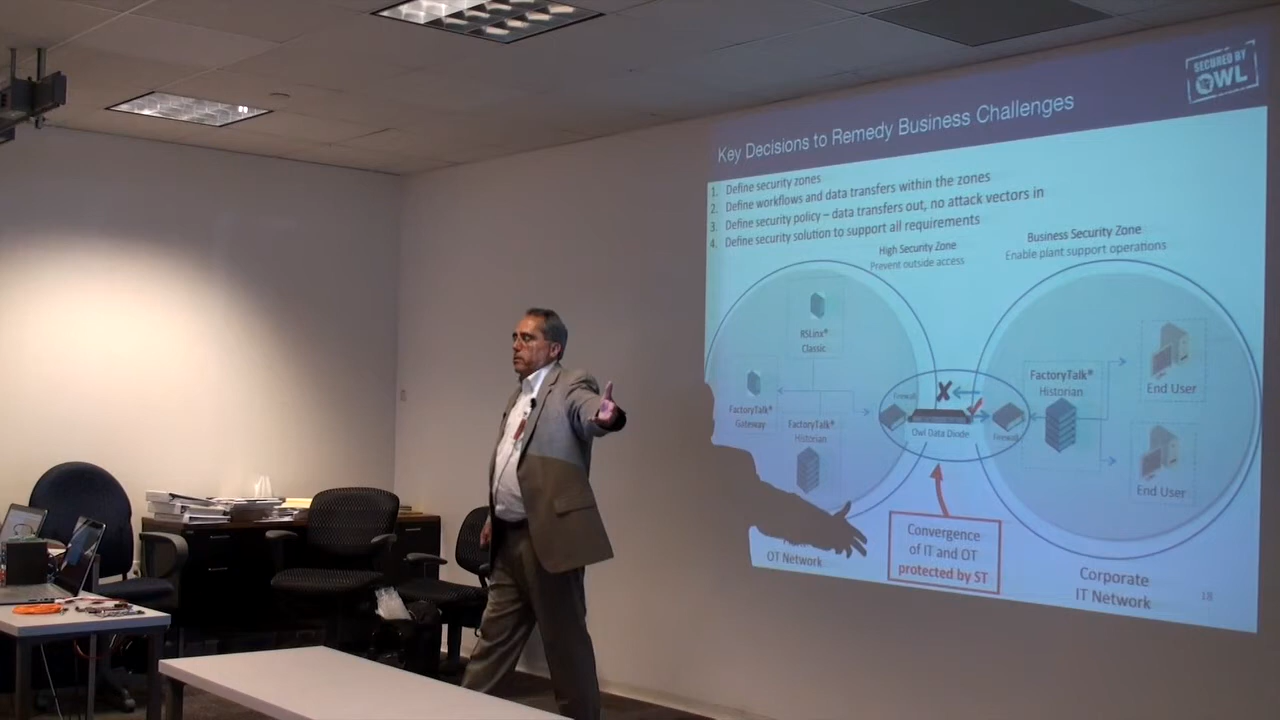 SECURED BY
OWL
Key Decisions to Remedy Business Challenges
1. Define security zones
2. Define workflows and data transfers within the zones
3. Define security policy – data transfers out, no attack vectors in
4. Define security solution to support all requirements
High Security Zone
Prevent outside access
Business Security Zone
Enable plant support operations
RSLinx®
Classic
FactoryTalk®
Gateway
FactoryTalk®
Historian
Firewall
Owl Data Diode
Firewall
FactoryTalk®
Historian
End User
End User
Convergence
of IT and OT
protected by ST
OT Network
Corporate
IT Network
18